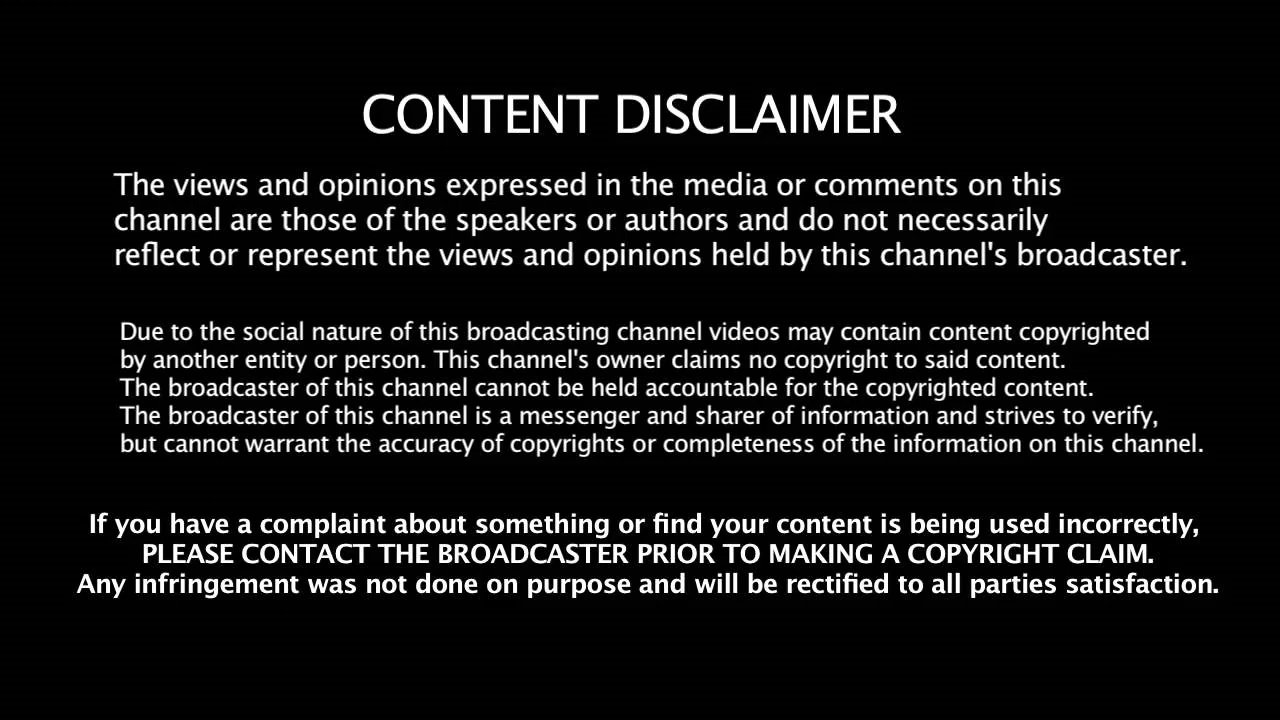 CONTENT DISCLAIMER
The views and opinions expressed in the media or comments on this
channel are those of the speakers or authors and do not necessarily
reflect or represent the views and opinions held by this channel's broadcaster.
Due to the social nature of this broadcasting channel videos may contain content copyrighted
by another entity or person. This channel's owner claims no copyright to said content.
The broadcaster of this channel cannot be held accountable for the copyrighted content.
The broadcaster of this channel is a messenger and sharer of information and strives to verify,
but cannot warrant the accuracy of copyrights or completeness of the information on this channel.
If you have a complaint about something or find your content is being used incorrectly,
PLEASE CONTACT THE BROADCASTER PRIOR TO MAKING A COPYRIGHT CLAIM.
Any infringement was not done on purpose and will be rectified to all parties satisfaction.